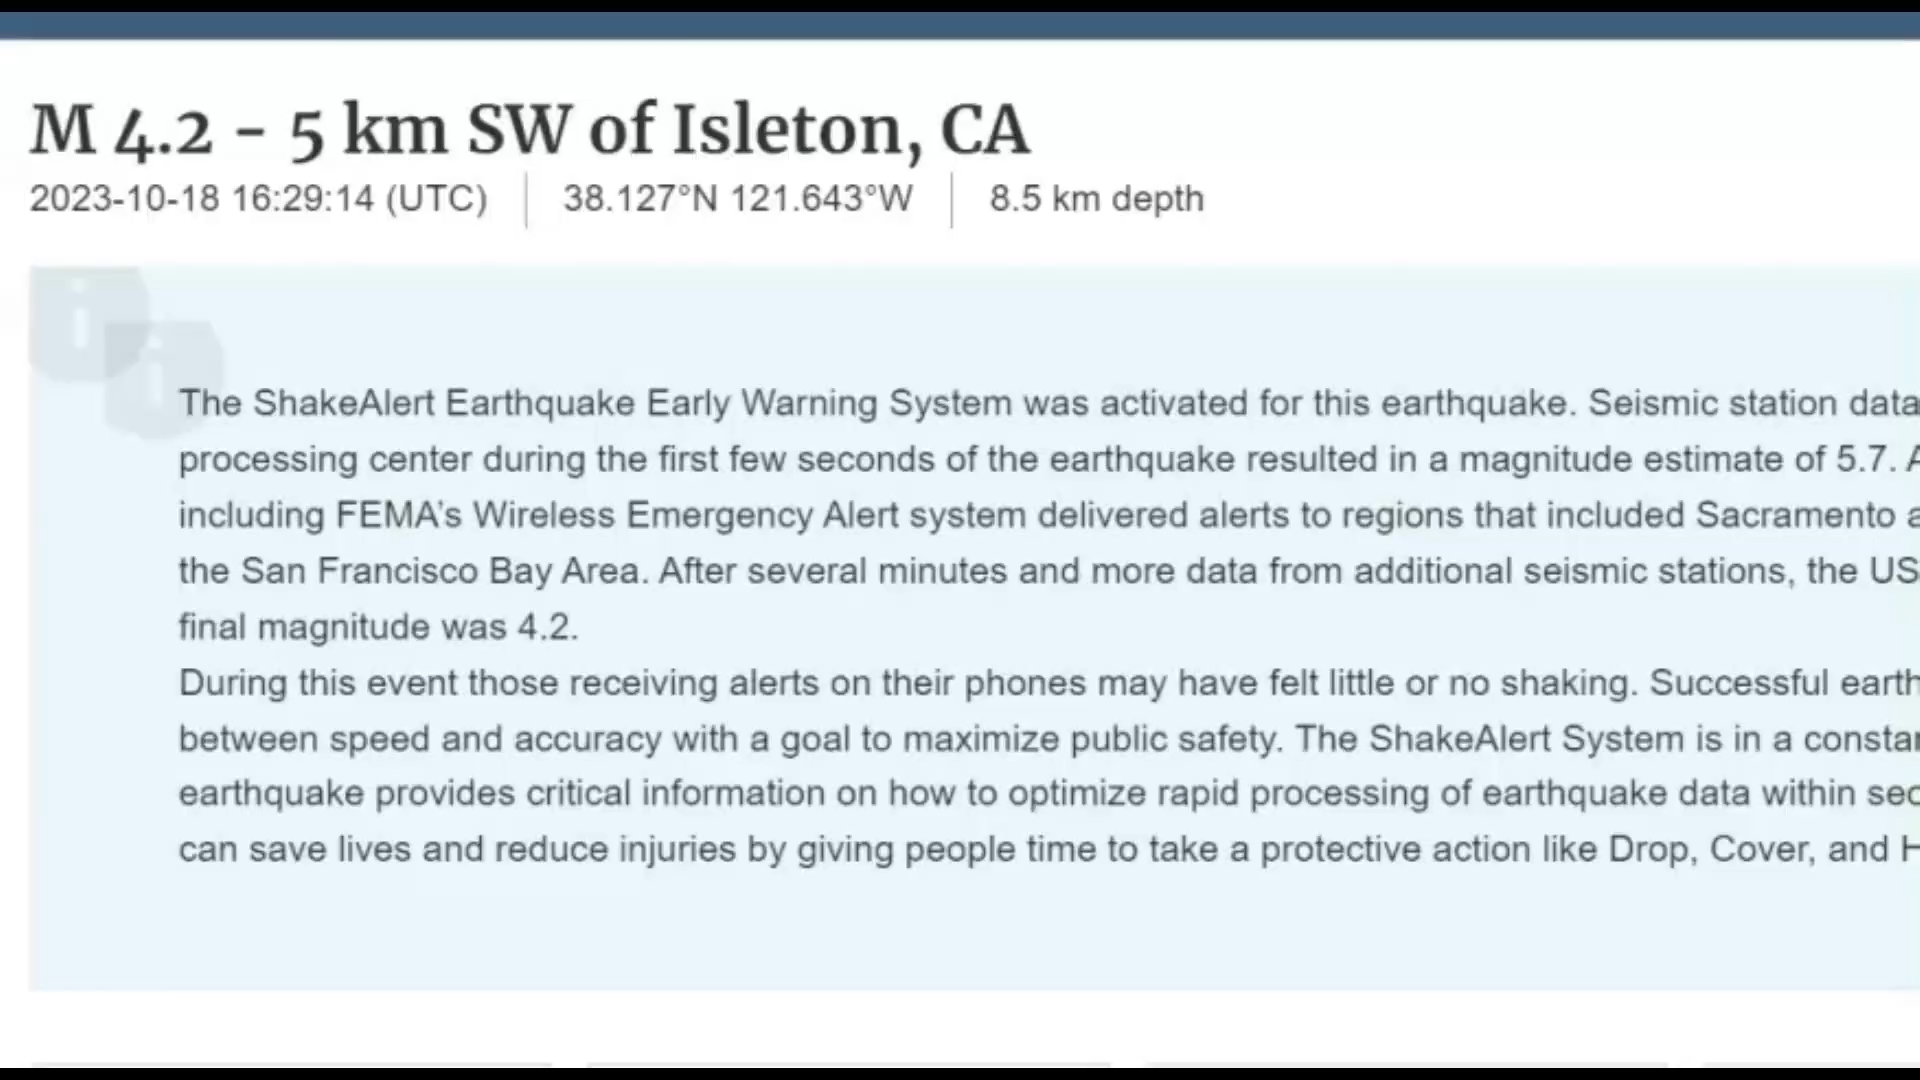 M 4.2 - 5 km SW of Isleton, CA
2023-10-18 16:29:14 (UTC) 38.127°N 121.643°W 8.5 km depth
The ShakeAlert Earthquake Early Warning System was activated for this earthquake. Seismic station data
processing center during the first few seconds of the earthquake resulted in a magnitude estimate of 5.7.
including FEMA's Wireless Emergency Alert system delivered alerts to regions that included Sacramento
the San Francisco Bay Area. After several minutes and more data from additional seismic stations, the US
final magnitude was 4.2.
During this event those receiving alerts on their phones may have felt little or no shaking. Successful earth
between speed and accuracy with a goal to maximize public safety. The ShakeAlert System is in a constan
earthquake provides critical information on how to optimize rapid processing of earthquake data within sec
can save lives and reduce injuries by giving people time to take a protective action like Drop, Cover, and H